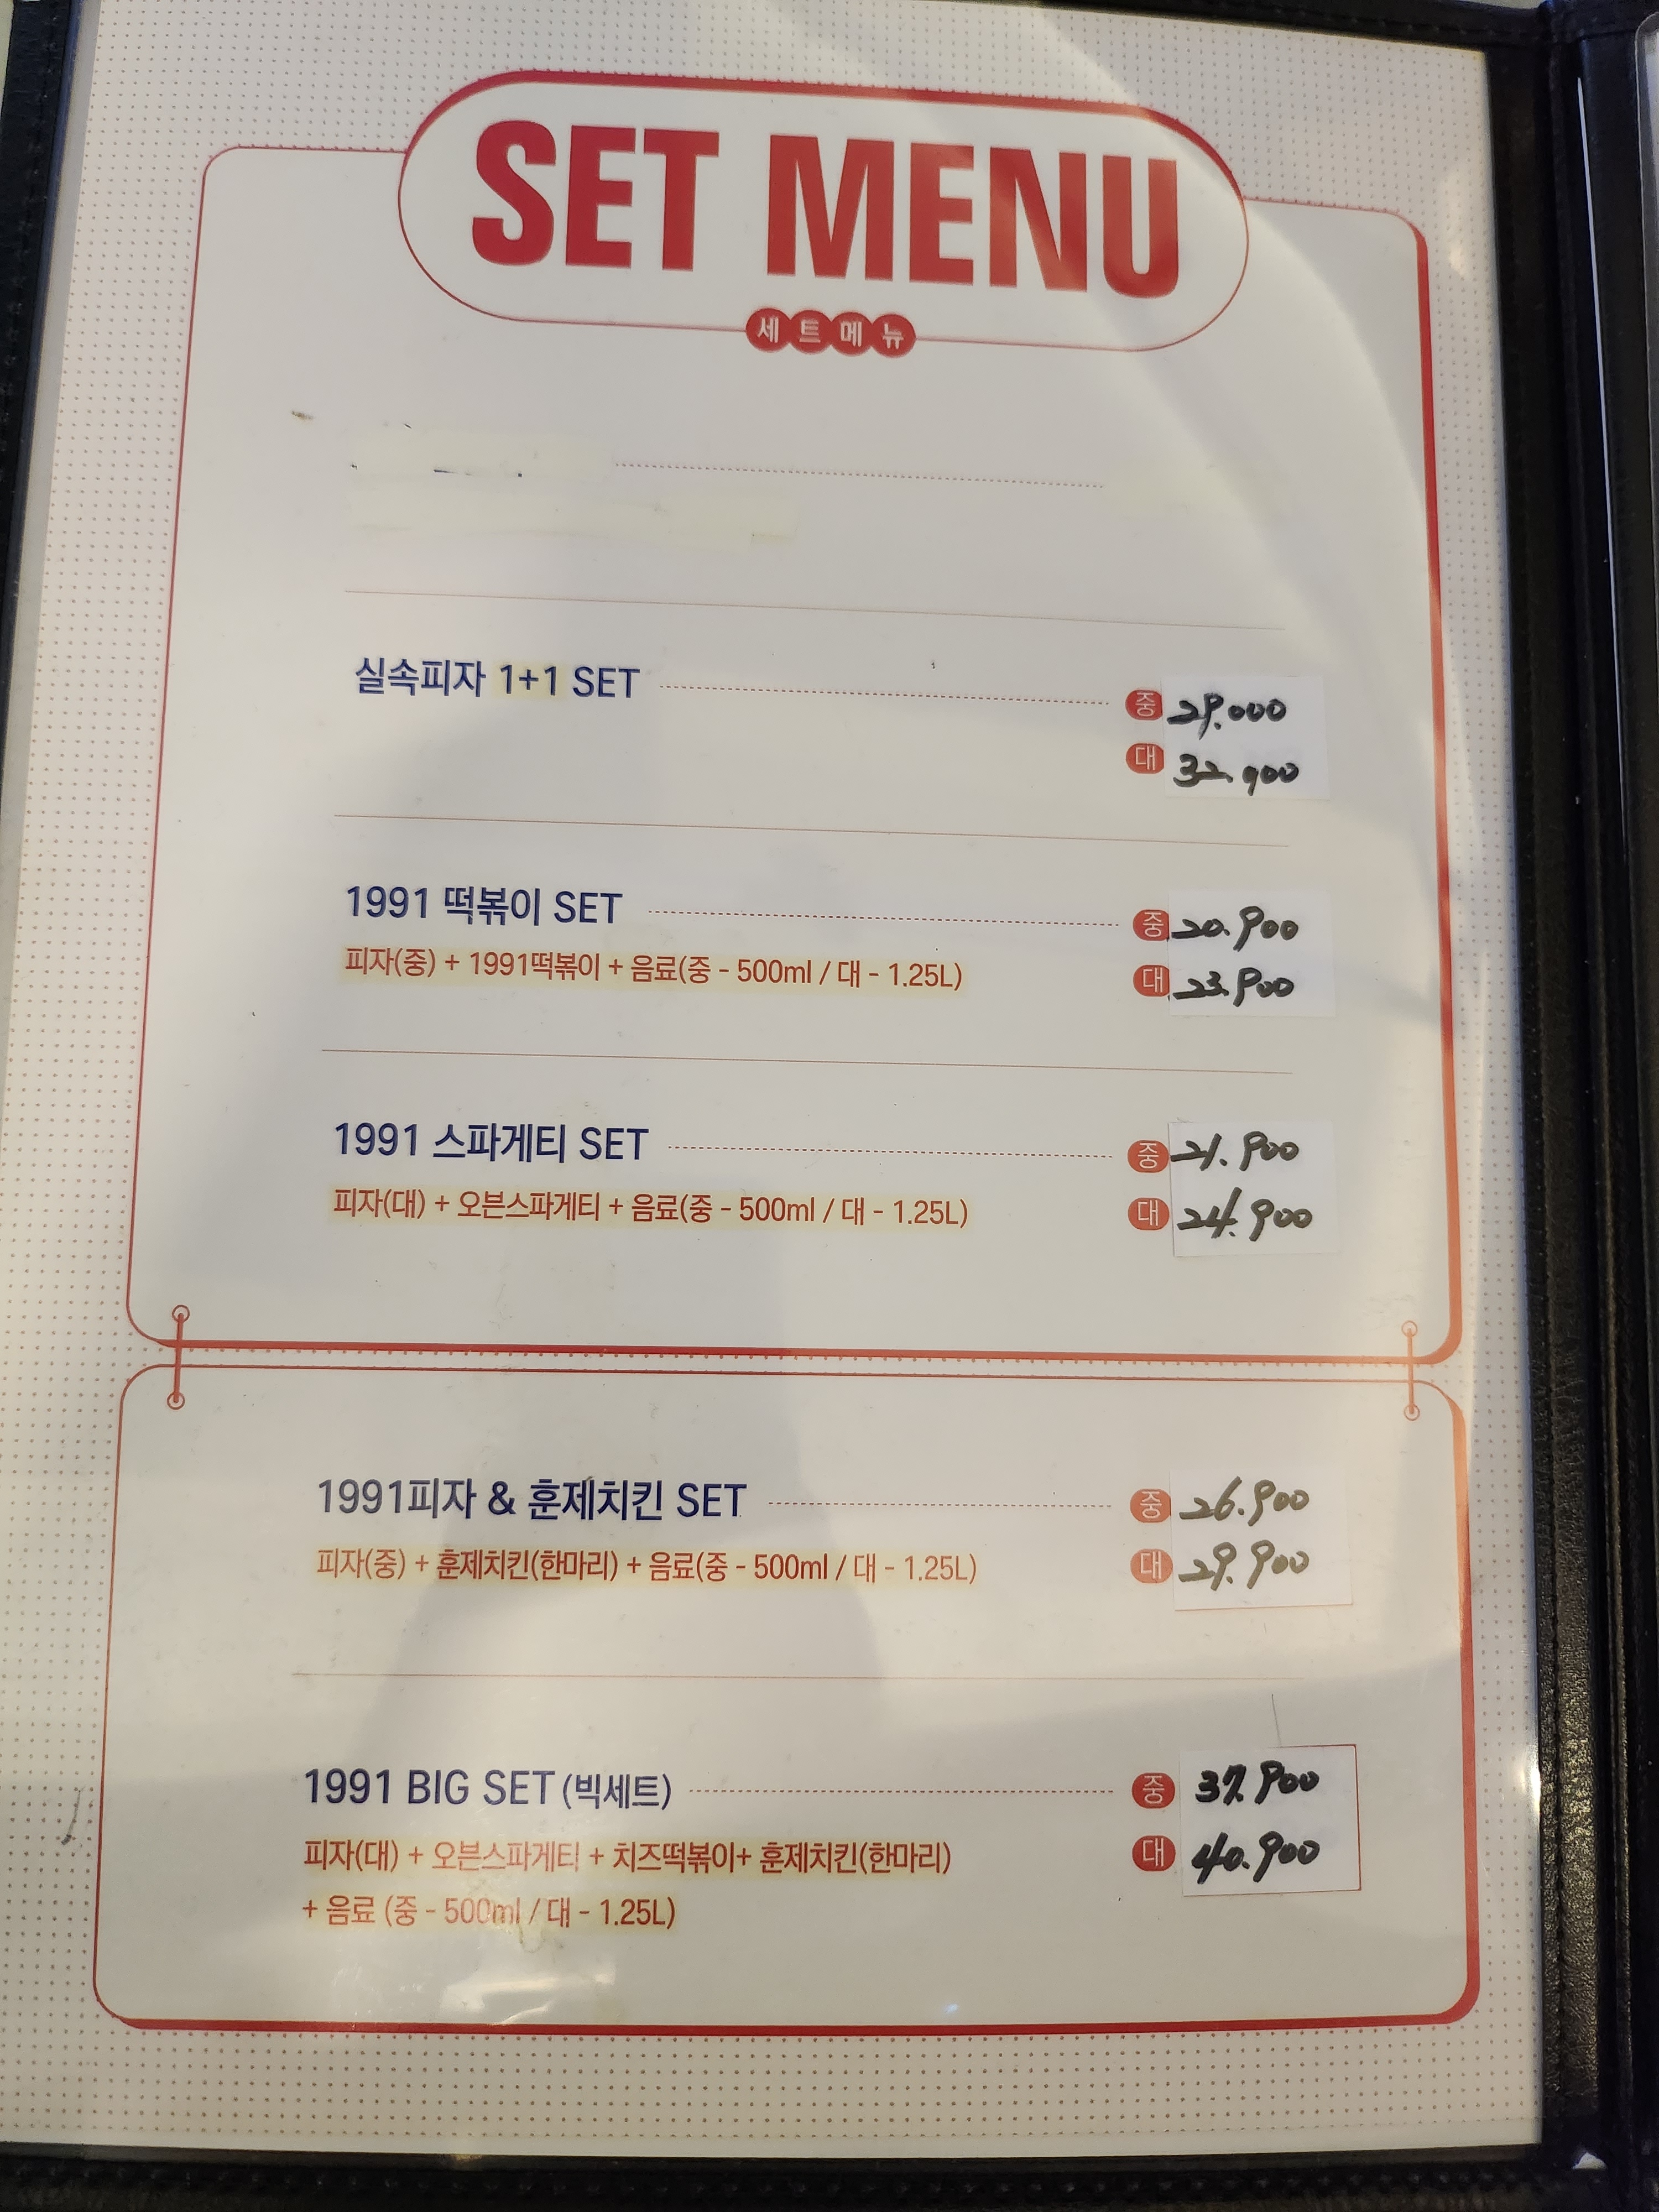 SET MENU
세트메뉴
실속피자 1+1 SET
중 29.000
대 32.900
1991 떡볶이 SET
중 20.900
피자(중) + 1991떡볶이 + 음료(중 - 500ml / 대 - 1.25L)
대 23.900
1991 스파게티 SET
중 21.900
피자(대) + 오븐스파게티 + 음료(중 - 500ml / 대 - 1.25L)
대 24.900
1991피자 & 훈제치킨 SET
중 26.900
피자(중) + 훈제치킨(한마리) + 음료(중 - 500ml / 대 - 1.25L)
대 29.900
1991 BIG SET (빅세트)
중 37.900
피자(대) + 오븐스파게티 + 치즈떡볶이+ 훈제치킨(한마리)
대 40.900
+ 음료 (중 - 500ml / 대 - 1.25L)